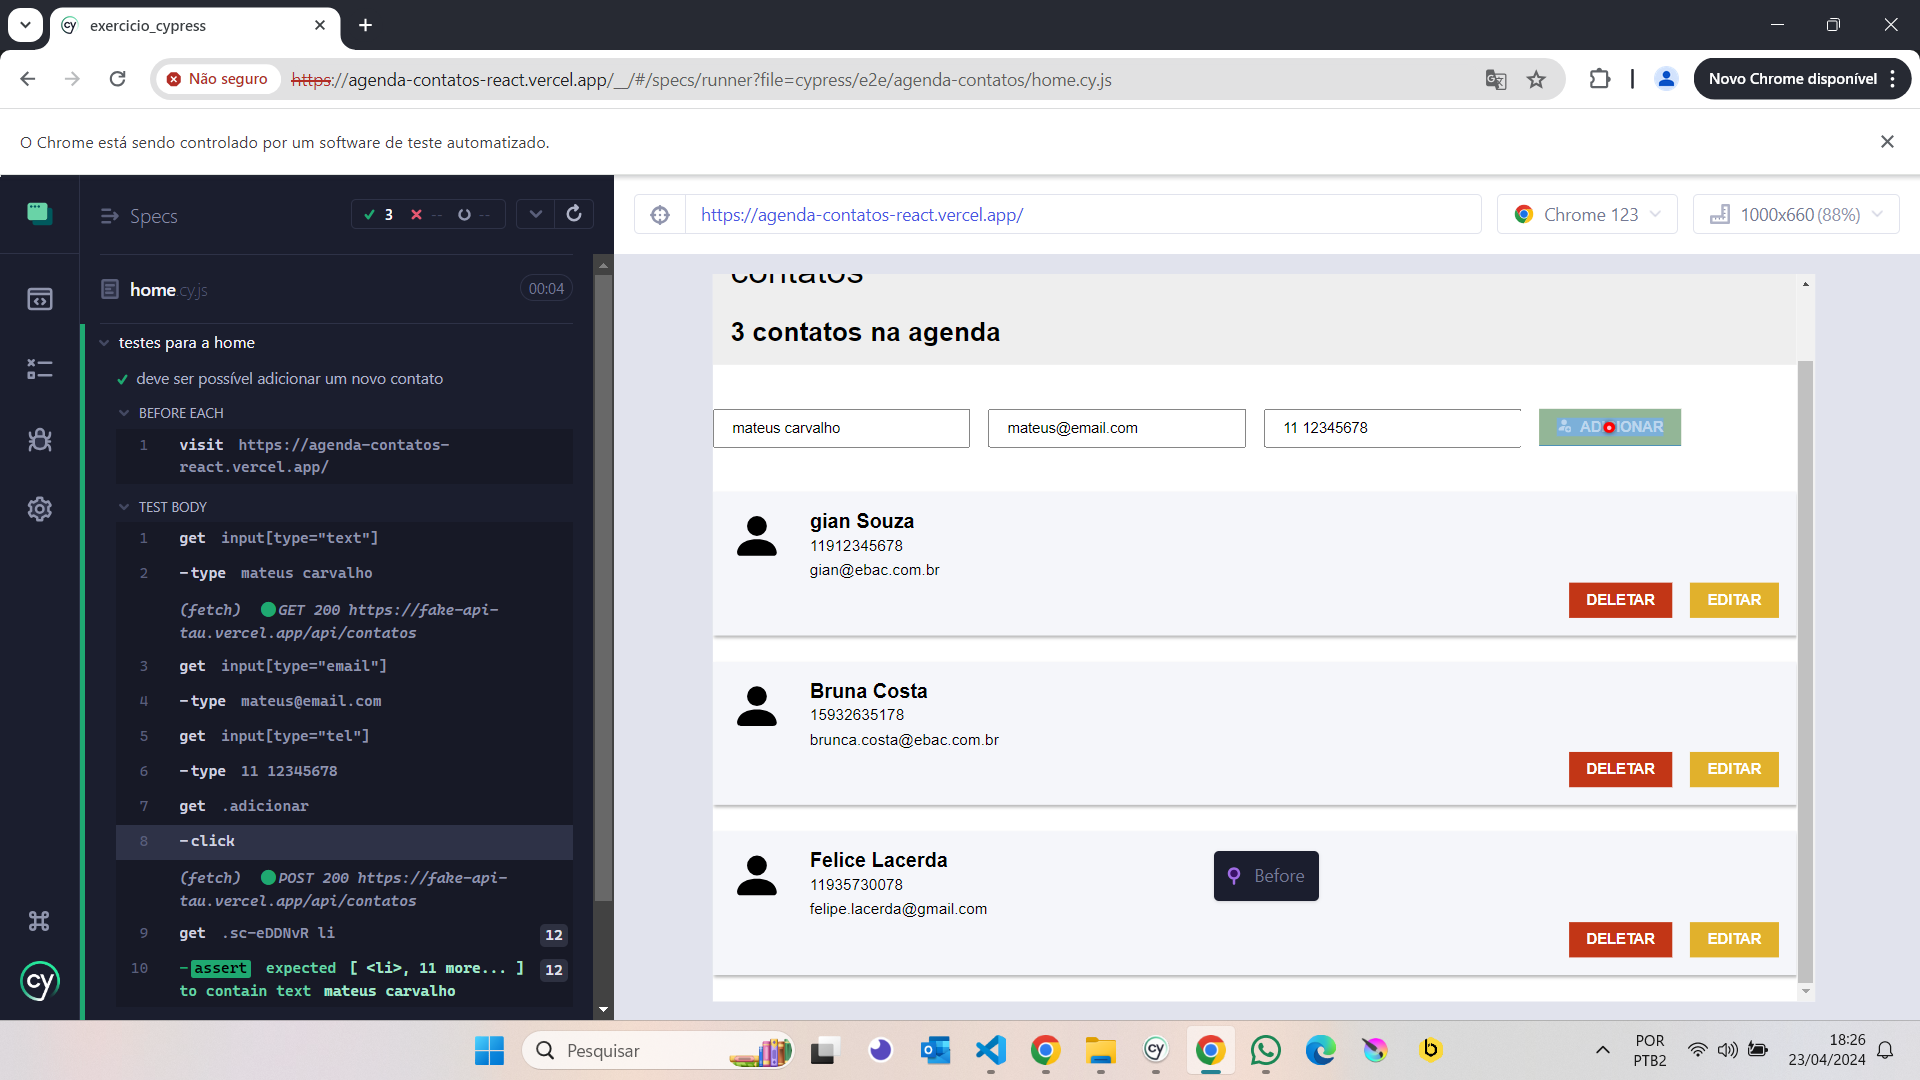 exercicio_cypress
Não seguro
https://agenda-contatos-react.vercel.app/__/#/specs/runner?file=cypress/e2e/agenda-contatos/home.cy.js
Novo Chrome disponível
O Chrome está sendo controlado por um software de teste automatizado.
Specs
3 -- --
https://agenda-contatos-react.vercel.app/
Chrome 123
1000x660 (88%)
home.cy.js
00:04
testes para a home
deve ser possível adicionar um novo contato
BEFORE EACH
1 visit https://agenda-contatos-
react.vercel.app/
TEST BODY
1 get input[type="text"]
2 -type mateus carvalho
(fetch) GET 200 https://fake-api-
tau.vercel.app/api/contatos
3 get input[type="email"]
4 -type mateus@email.com
5 get input[type="tel"]
6 -type 11 12345678
7 get .adicionar
8 -click
(fetch) POST 200 https://fake-api-
tau.vercel.app/api/contatos
9 get .sc-eDDNvR li 12
10 -assert expected [ <li>, 11 more... ] 12
to contain text mateus carvalho
cy
contatos
3 contatos na agenda
mateus carvalho
mateus@email.com
11 12345678
ADICIONAR
gian Souza
11912345678
gian@ebac.com.br
DELETAR EDITAR
Bruna Costa
15932635178
brunca.costa@ebac.com.br
DELETAR EDITAR
Felice Lacerda
11935730078
felipe.lacerda@gmail.com
Before
DELETAR EDITAR
Pesquisar
POR
PTB2
18:26
23/04/2024